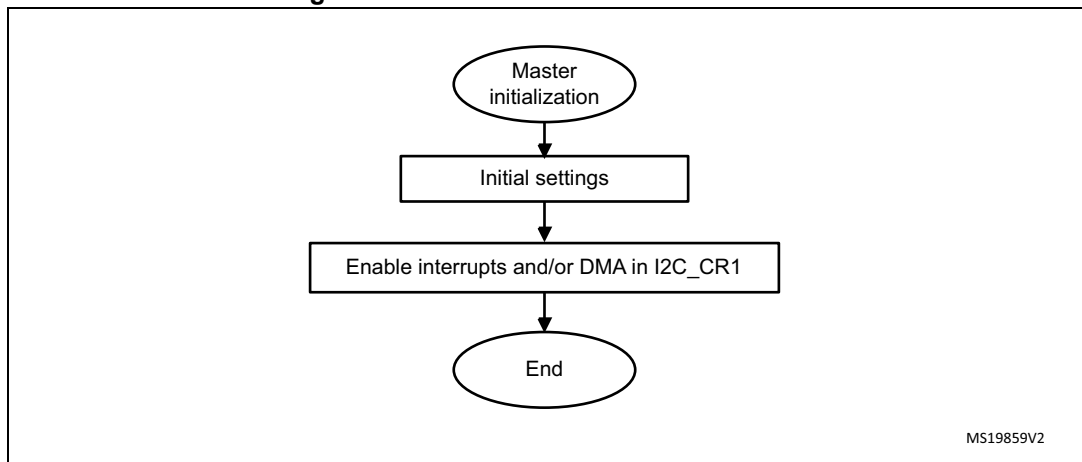 Master
initialization
Initial settings
Enable interrupts and/or DMA in I2C_CR1
End
MS19859V2